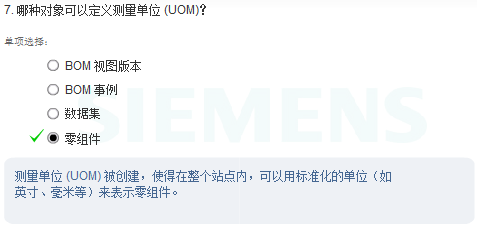 7. 哪种对象可以定义测量单位 (UOM)?
单项选择:
BOM 视图版本
BOM 事例
数据集
零组件
SIEMENS
测量单位 (UOM) 被创建，使得在整个站点内，可以用标准化的单位（如
英寸、毫米等）来表示零组件。